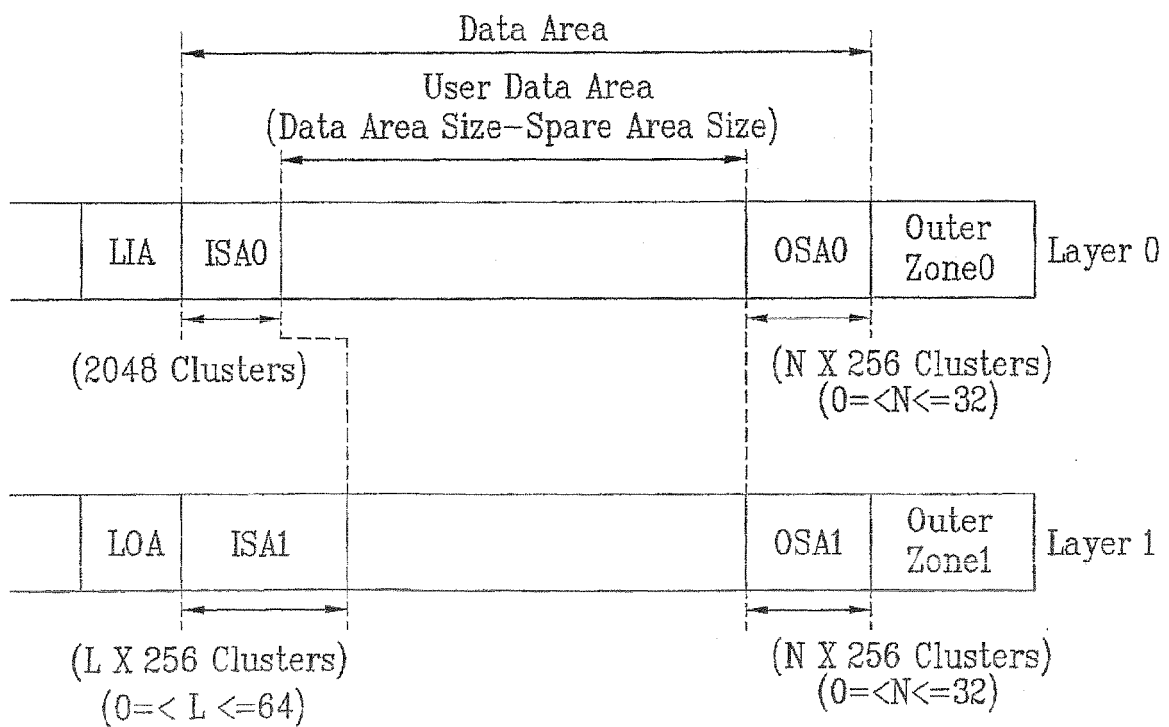 Data Area
User Data Area
(Data Area Size-Spare Area Size)
LIA
ISA0
OSA0
Outer
Zone0
Layer 0
(2048 Clusters)
(N X 256 Clusters)
(0=<N<=32)
LOA
ISA1
OSA1
Outer
Zone1
Layer 1
(L X 256 Clusters)
(0=< L <=64)
(N X 256 Clusters)
(0=<N<=32)